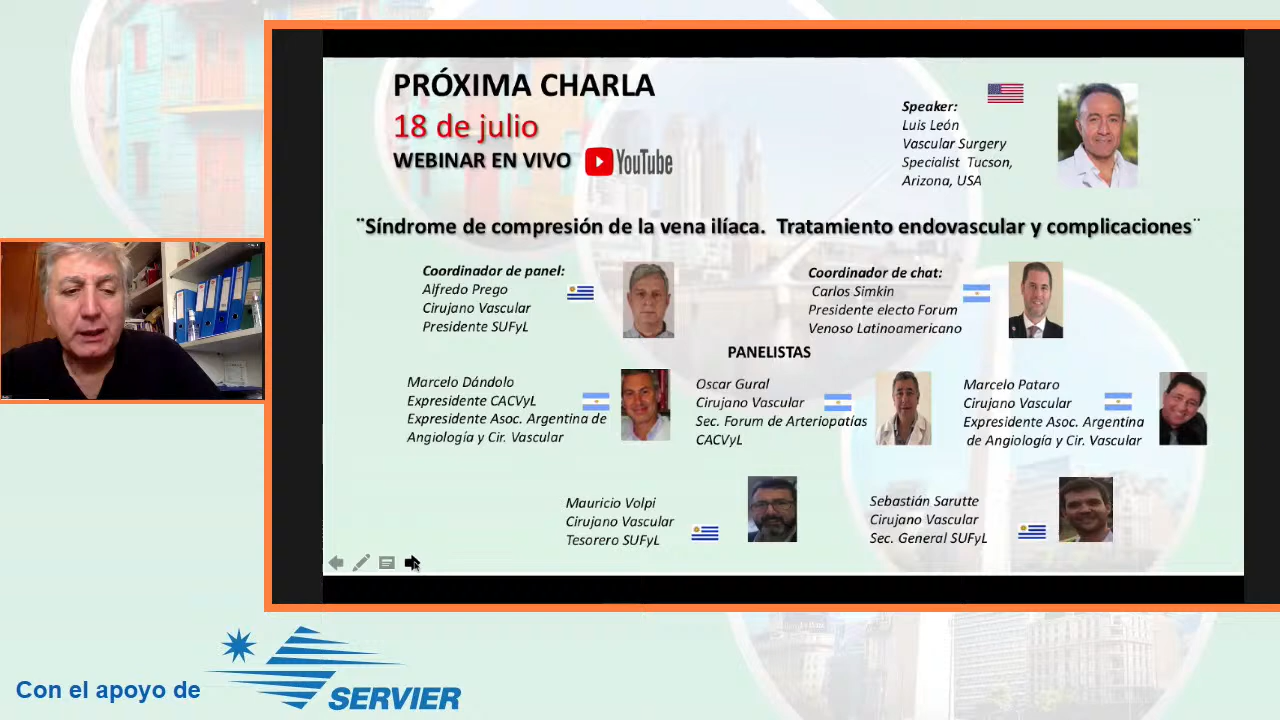 PRÓXIMA CHARLA
18 de julio
WEBINAR EN VIVO YouTube
Speaker:
Luis León
Vascular Surgery
Specialist Tucson,
Arizona, USA
¨Síndrome de compresión de la vena ilíaca. Tratamiento endovascular y complicaciones¨
Coordinador de panel:
Alfredo Prego
Cirujano Vascular
Presidente SUFyL
Coordinador de chat:
Carlos Simkin
Presidente electo Forum
Venoso Latinoamericano
PANELISTAS
Marcelo Dándolo
Expresidente CACVyL
Expresidente Asoc. Argentina de
Angiología y Cir. Vascular
Oscar Gural
Cirujano Vascular
Sec. Forum de Arteriopatías
CACVyL
Marcelo Pataro
Cirujano Vascular
Expresidente Asoc. Argentina
de Angiología y Cir. Vascular
Mauricio Volpi
Cirujano Vascular
Tesorero SUFyL
Sebastián Sarutte
Cirujano Vascular
Sec. General SUFyL
Con el apoyo de
SERVIER